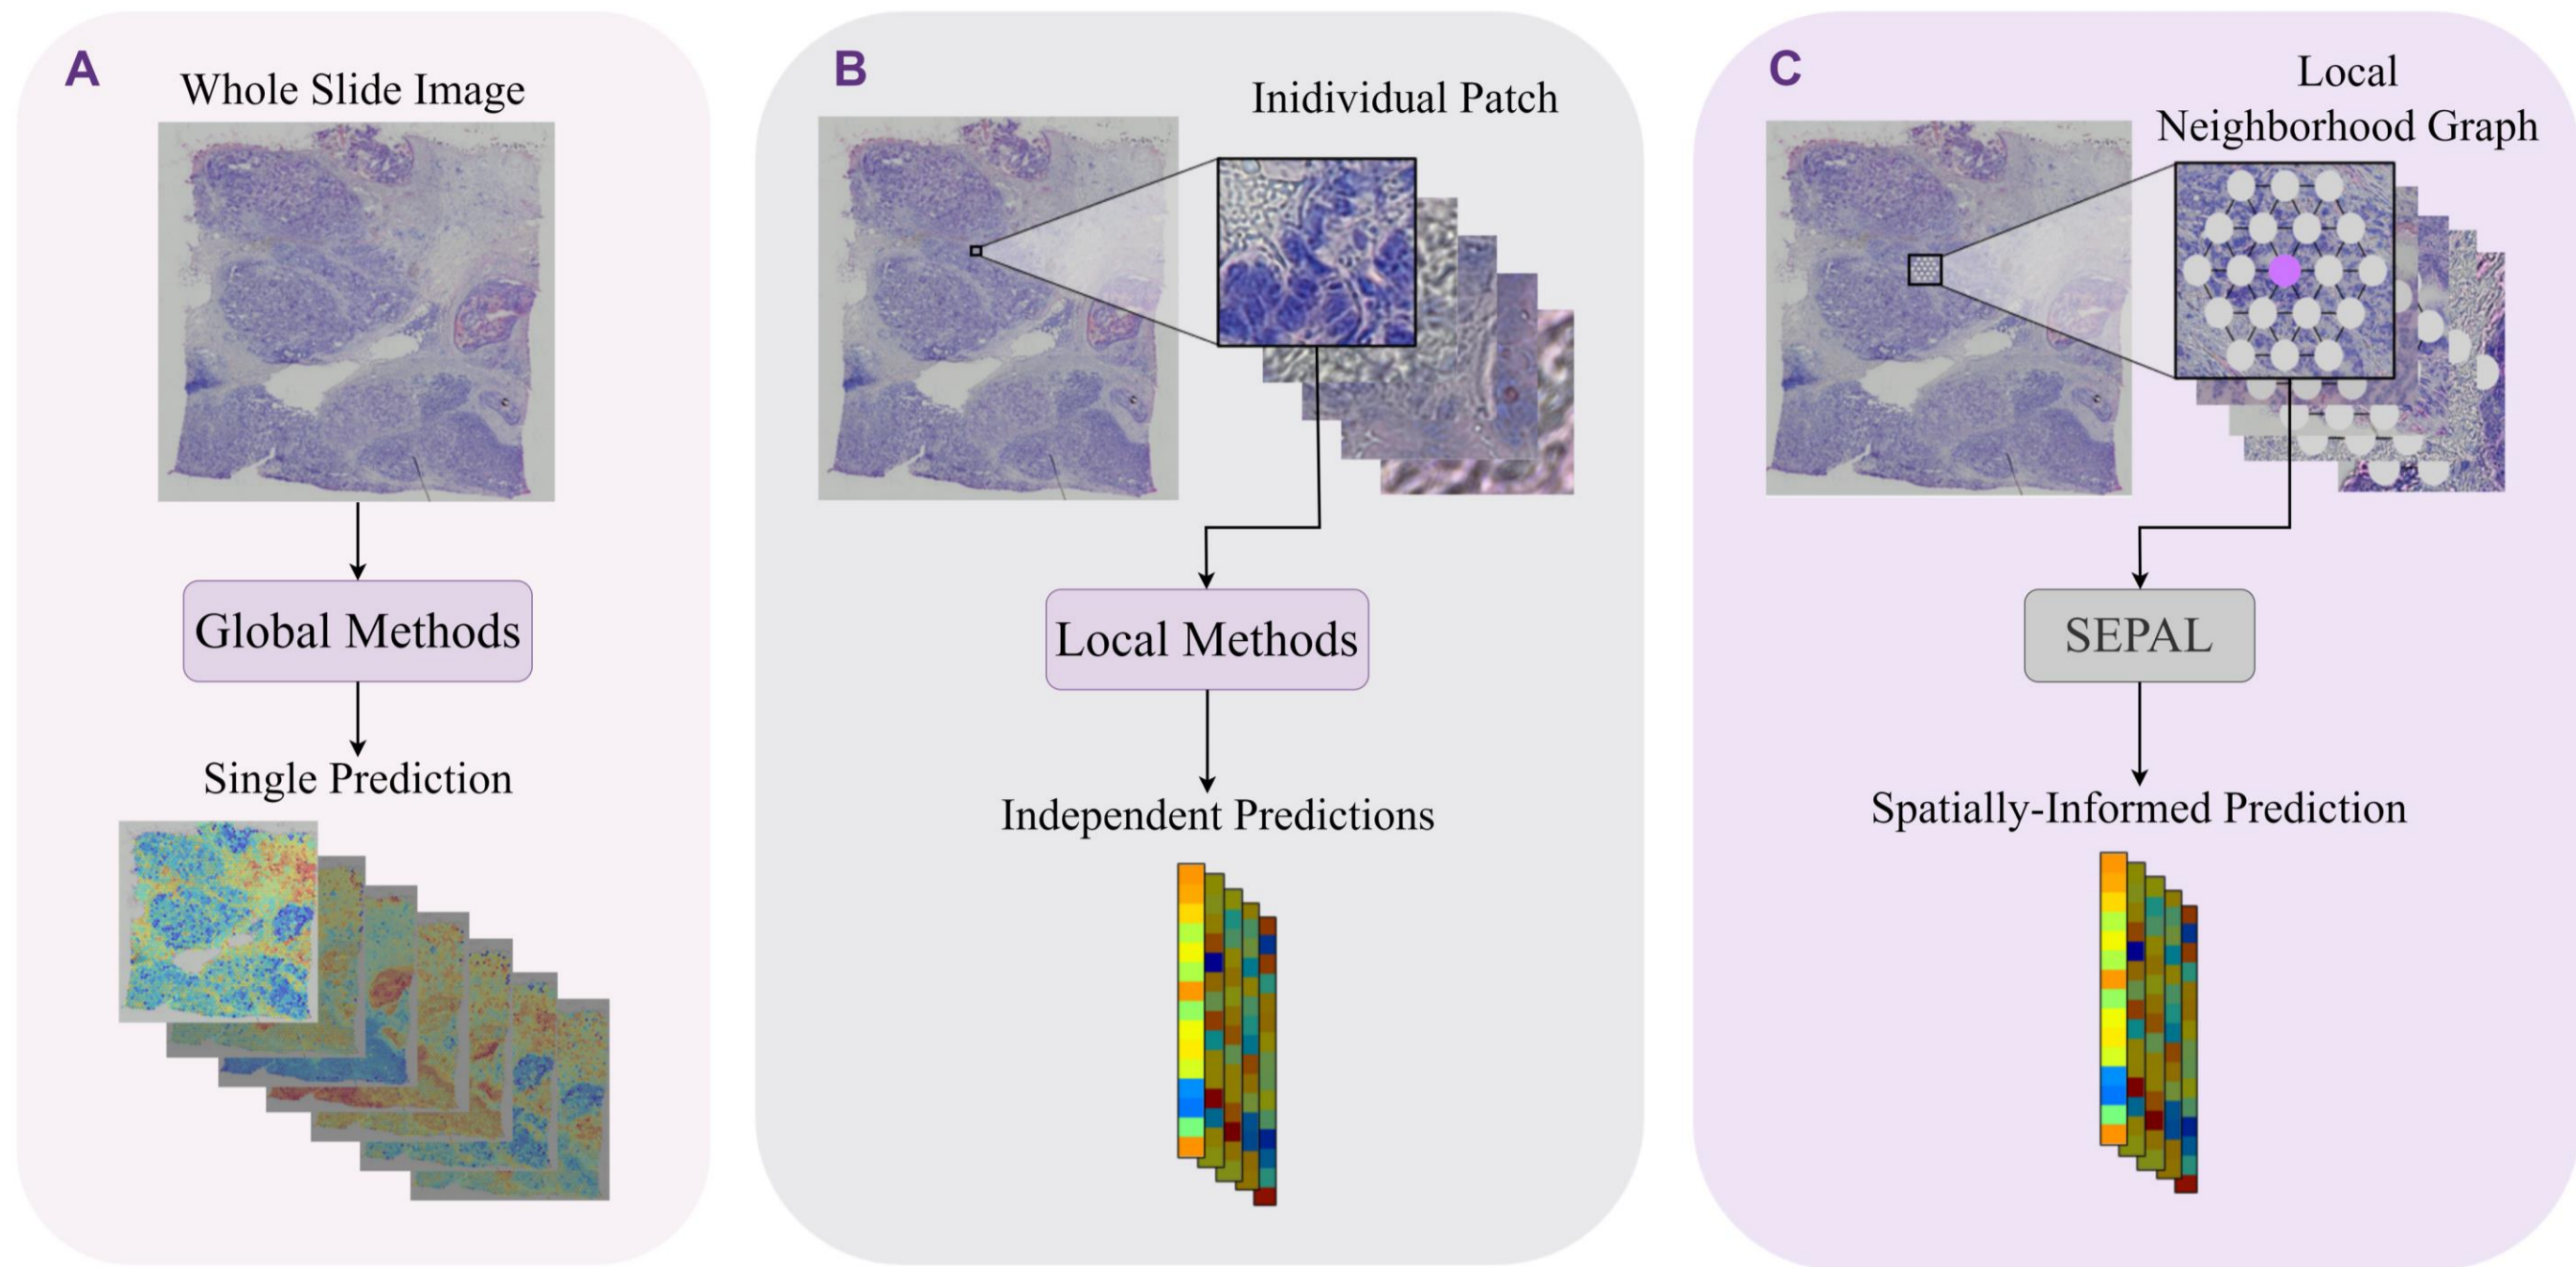 A
Whole Slide Image
Global Methods
Single Prediction
B
Inidividual Patch
Local Methods
Independent Predictions
C
Local
Neighborhood Graph
SEPAL
Spatially-Informed Prediction